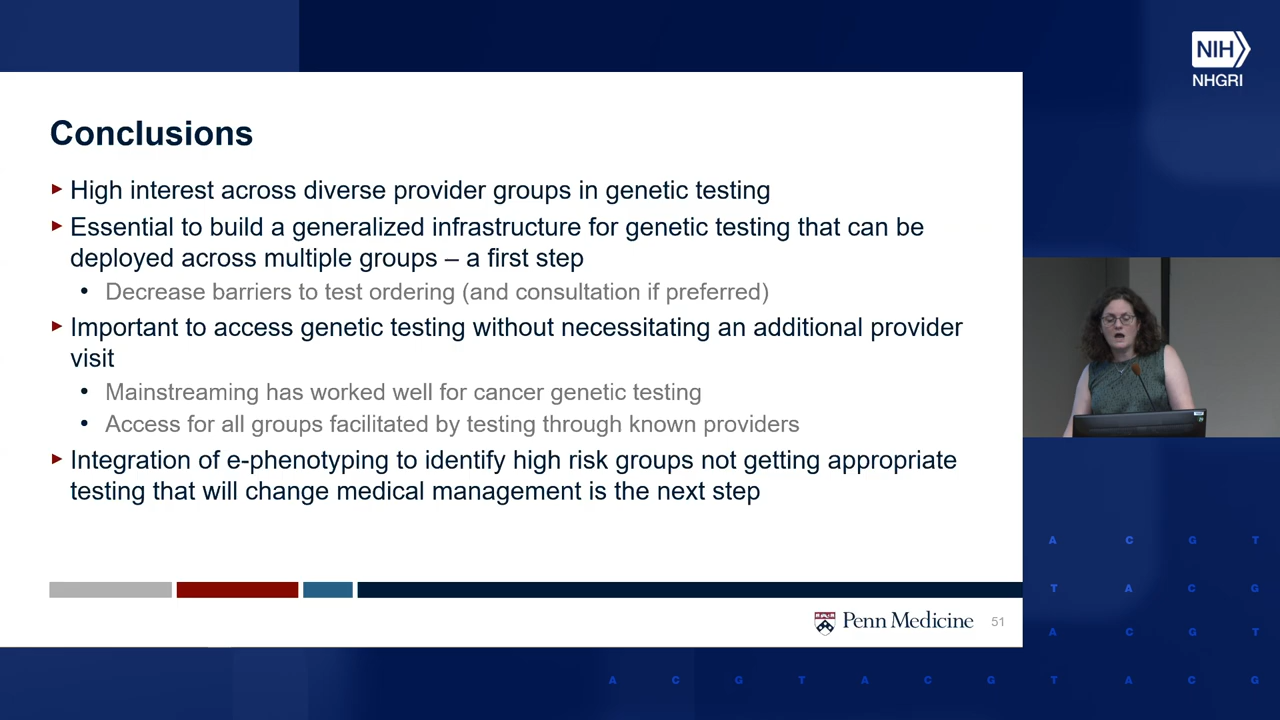 NIH
NHGRI
Conclusions
High interest across diverse provider groups in genetic testing
Essential to build a generalized infrastructure for genetic testing that can be
deployed across multiple groups – a first step
• Decrease barriers to test ordering (and consultation if preferred)
Important to access genetic testing without necessitating an additional provider
visit
• Mainstreaming has worked well for cancer genetic testing
• Access for all groups facilitated by testing through known providers
Integration of e-phenotyping to identify high risk groups not getting appropriate
testing that will change medical management is the next step
Penn Medicine 51
A C G T
T A C G
A C G T
A C G T A C G T A C G